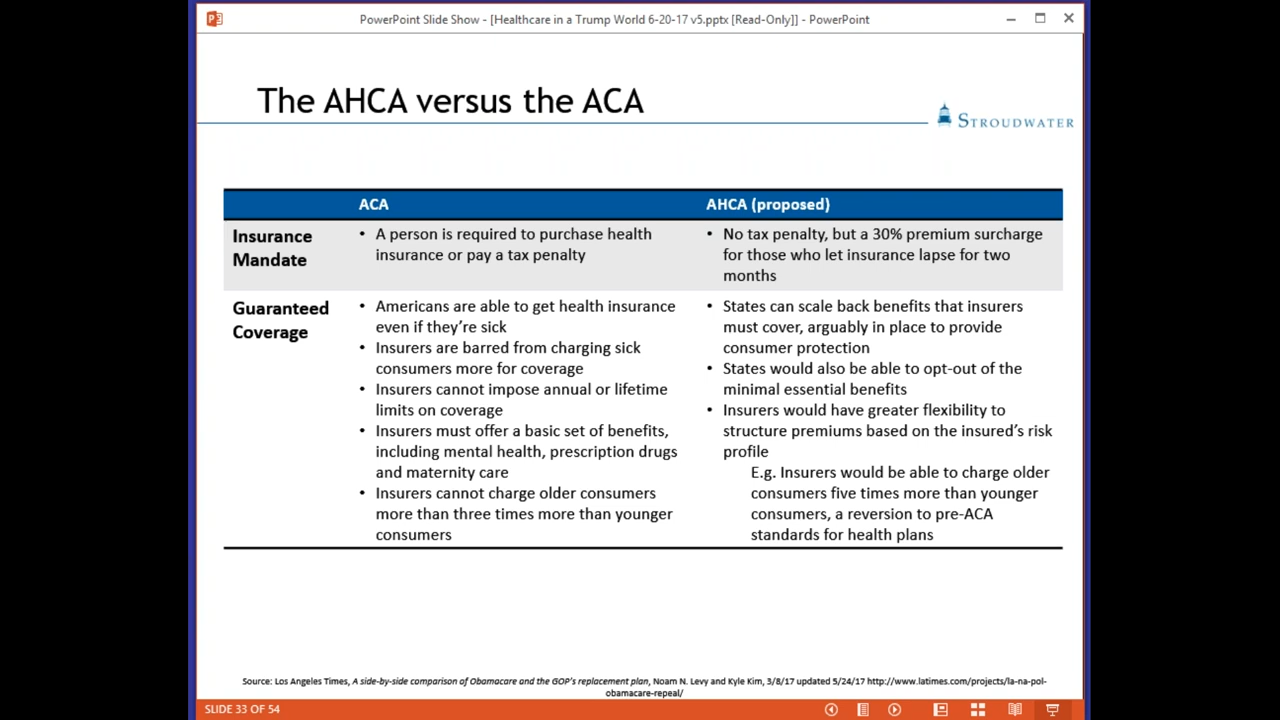 PowerPoint Slide Show - [Healthcare in a Trump World 6-20-17 v5.pptx [Read-Only]] - PowerPoint
The AHCA versus the ACA
STROUDWATER
ACA
AHCA (proposed)
Insurance
Mandate
• A person is required to purchase health
insurance or pay a tax penalty
• No tax penalty, but a 30% premium surcharge
for those who let insurance lapse for two
months
Guaranteed
Coverage
• Americans are able to get health insurance
even if they're sick
• Insurers are barred from charging sick
consumers more for coverage
• Insurers cannot impose annual or lifetime
limits on coverage
• Insurers must offer a basic set of benefits,
including mental health, prescription drugs
and maternity care
• Insurers cannot charge older consumers
more than three times more than younger
consumers
• States can scale back benefits that insurers
must cover, arguably in place to provide
consumer protection
• States would also be able to opt-out of the
minimal essential benefits
• Insurers would have greater flexibility to
structure premiums based on the insured's risk
profile
E.g. Insurers would be able to charge older
consumers five times more than younger
consumers, a reversion to pre-ACA
standards for health plans
Source: Los Angeles Times, A side-by-side comparison of Obamacare and the GOP's replacement plan, Noam N. Levy and Kyle Kim, 3/8/17 updated 5/24/17 http://www.latimes.com/projects/la-na-pol-
obamacare-repeal/
SLIDE 33 OF 54